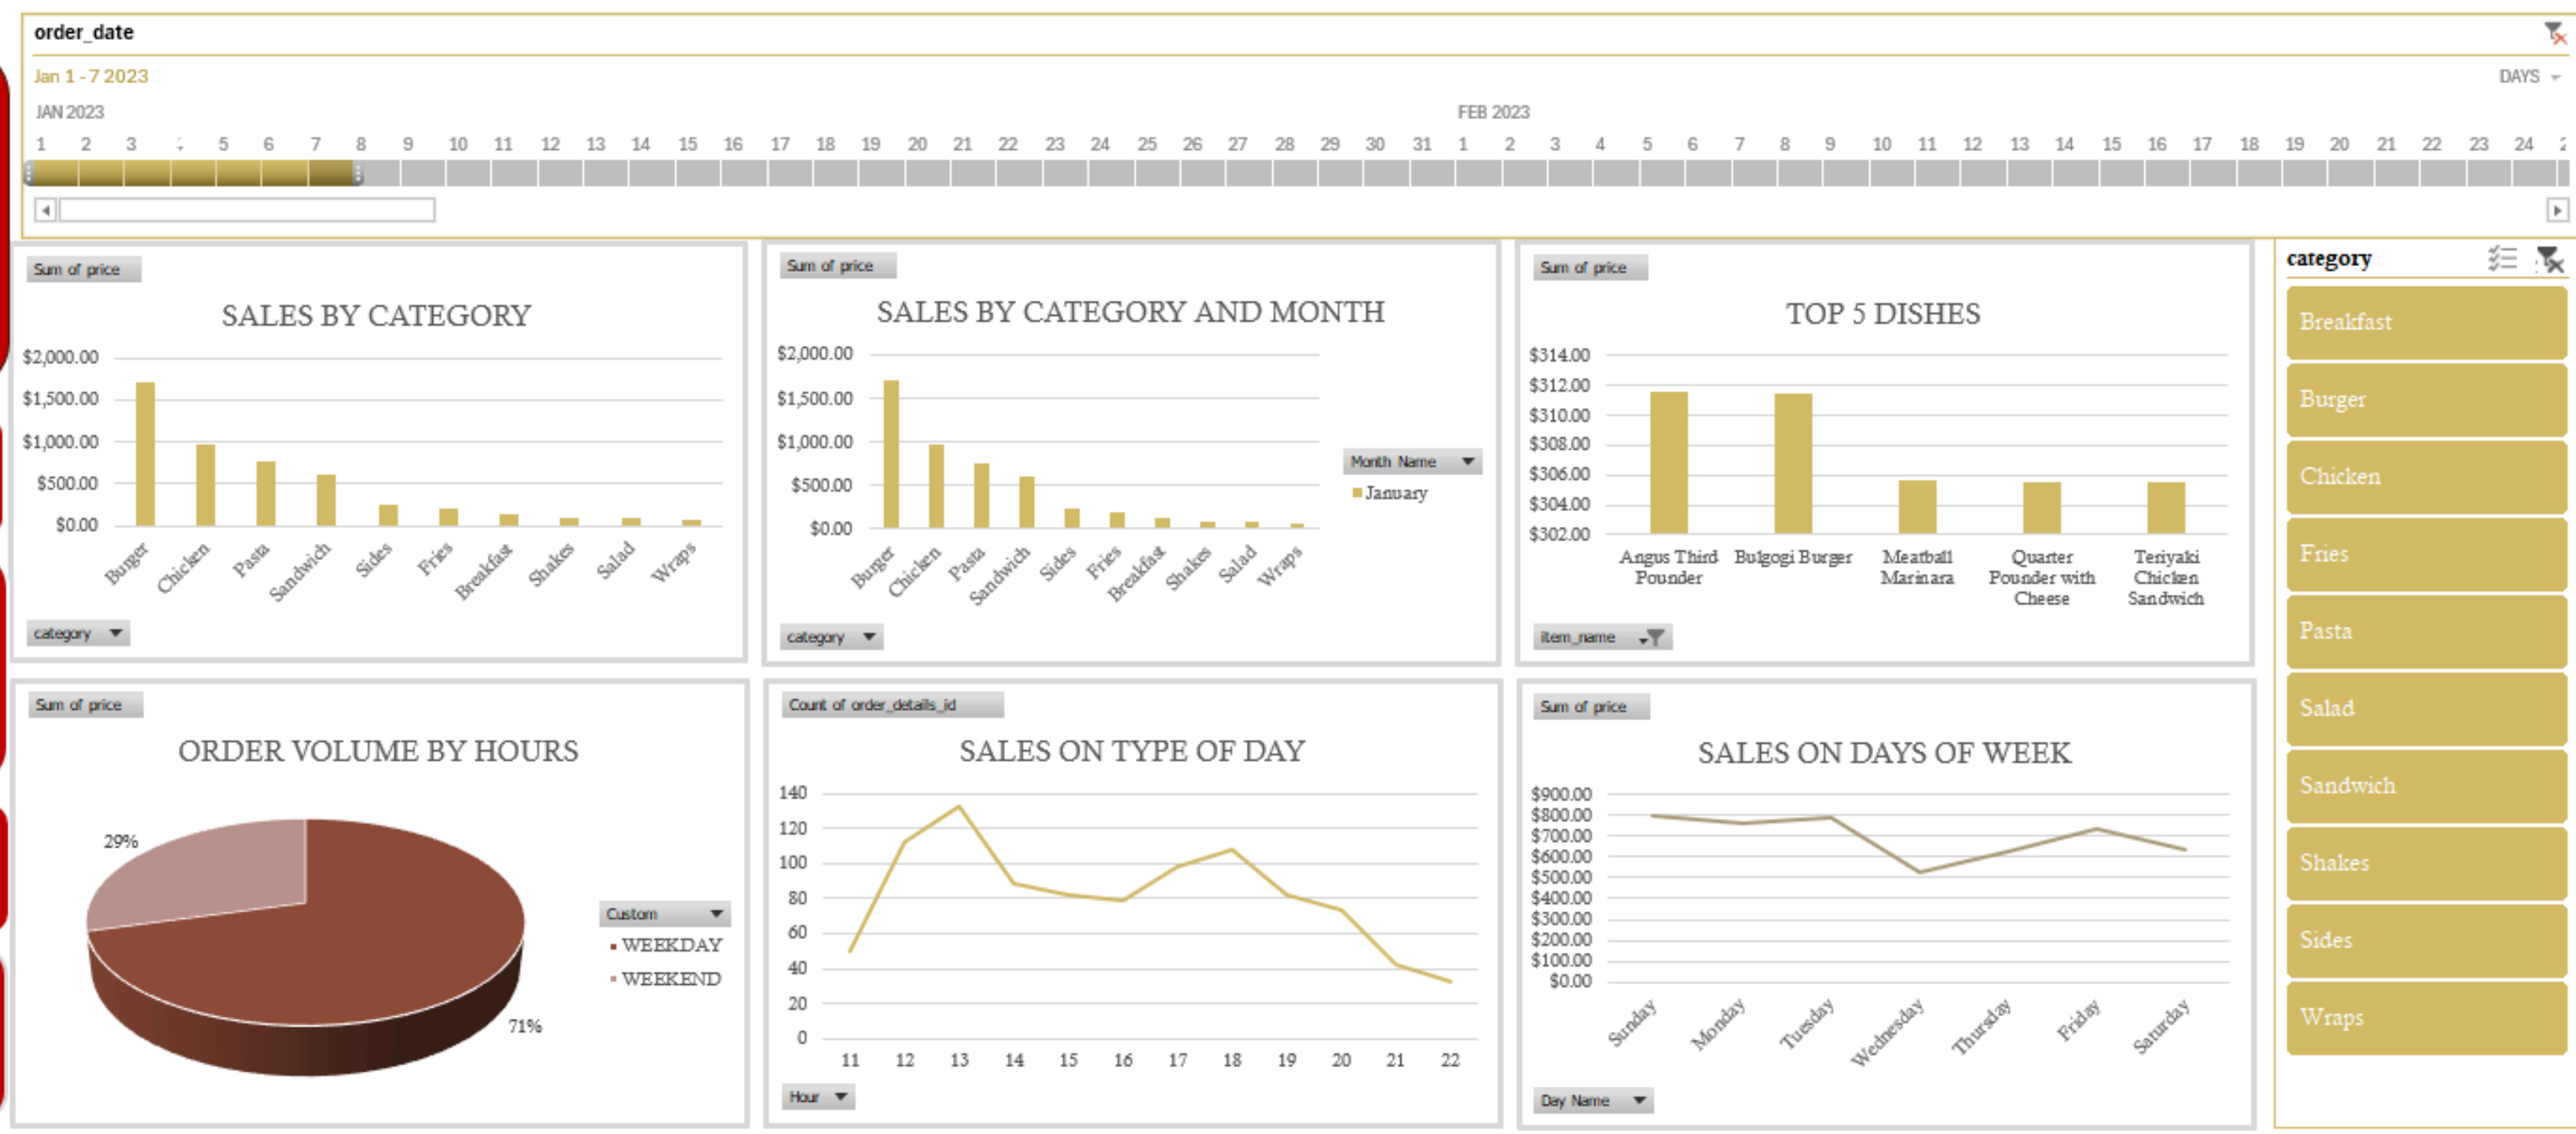 order_date
Jan 1 - 7 2023
DAYS
JAN 2023
FEB 2023
1 2 3 5 6 7 8 9 10 11 12 13 14 15 16 17 18 19 20 21 22 23 24 25 26 27 28 29 30 31 1 2 3 4 5 6 7 8 9 10 11 12 13 14 15 16 17 18 19 20 21 22 23 24
Sum of price
SALES BY CATEGORY
$2,000.00
$1,500.00
$1,000.00
$500.00
$0.00
Burger Chicken Pasta Sandwich Sides Fries Breakfast Shakes Salad Wraps
category
Sum of price
SALES BY CATEGORY AND MONTH
$2,000.00
$1,500.00
$1,000.00
$500.00
$0.00
Burger Chicken Pasta Sandwich Sides Fries Breakfast Shakes Salad Wraps
Month Name
January
category
Sum of price
TOP 5 DISHES
$314.00
$312.00
$310.00
$308.00
$306.00
$304.00
$302.00
Angus Third
Pounder
Bulgogi Burger
Meatball
Marinara
Quarter
Pounder with
Cheese
Teriyaki
Chicken
Sandwich
item_name
category
Breakfast
Burger
Chicken
Fries
Pasta
Salad
Sandwich
Shakes
Sides
Wraps
Sum of price
ORDER VOLUME BY HOURS
29%
71%
Custom
WEEKDAY
WEEKEND
Count of order_details_id
SALES ON TYPE OF DAY
140
120
100
80
60
40
20
0
11 12 13 14 15 16 17 18 19 20 21 22
Hour
Sum of price
SALES ON DAYS OF WEEK
$900.00
$800.00
$700.00
$600.00
$500.00
$400.00
$300.00
$200.00
$100.00
$0.00
Sunday Monday Tuesday Wednesday Thursday Friday Saturday
Day Name